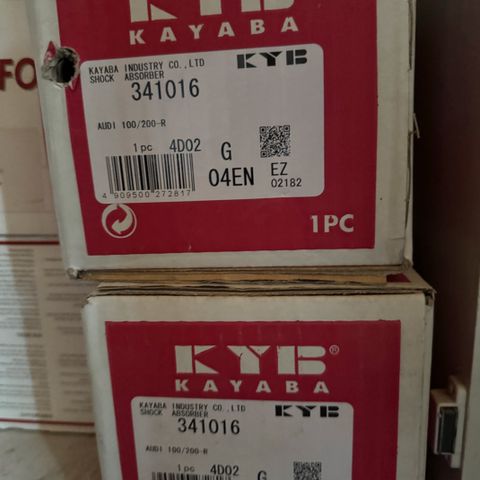 KYB
KAYABA
KAYABA INDUSTRY CO.,LTD
SHOCK ABSORBER
KYB
341016
AUDI 100/200-R
1pc 4D02 G
04EN EZ
02182
4 909500 272817
1PC
FO
KYB®
KAYABA
KAYABA INDUSTRY CO.,LTD
SHOCK ABSORBER
KYB
341016
AUDI 100/200-R
1pc 4D02 G